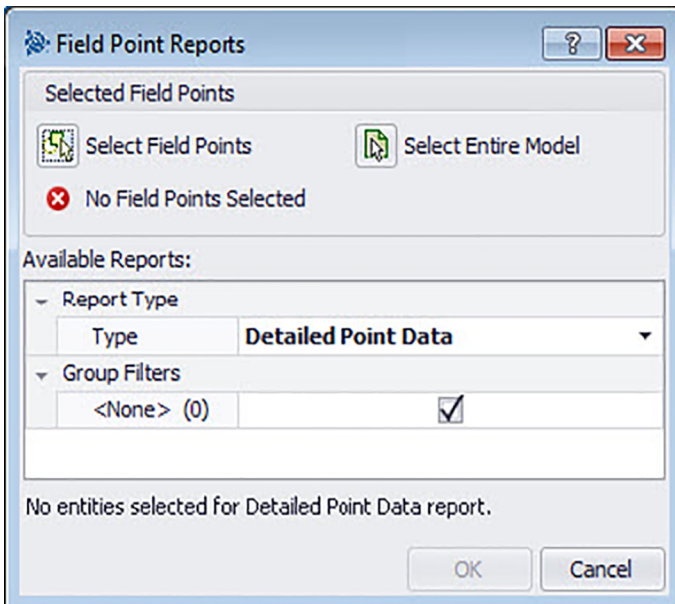 Field Point Reports
Selected Field Points
Select Field Points
Select Entire Model
No Field Points Selected
Available Reports:
Report Type
Type
Detailed Point Data
Group Filters
<None> (0)
No entities selected for Detailed Point Data report.
OK
Cancel